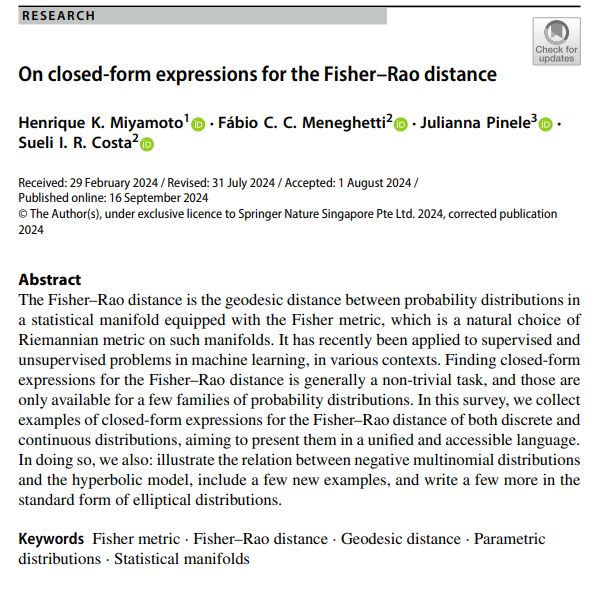 RESEARCH
Check for
updates
On closed-form expressions for the Fisher–Rao distance
Henrique K. Miyamoto1 iD · Fábio C. C. Meneghetti2 iD · Julianna Pinele3 iD ·
Sueli I. R. Costa2 iD
Received: 29 February 2024 / Revised: 31 July 2024 / Accepted: 1 August 2024 /
Published online: 16 September 2024
© The Author(s), under exclusive licence to Springer Nature Singapore Pte Ltd. 2024, corrected publication
2024
Abstract
The Fisher–Rao distance is the geodesic distance between probability distributions in
a statistical manifold equipped with the Fisher metric, which is a natural choice of
Riemannian metric on such manifolds. It has recently been applied to supervised and
unsupervised problems in machine learning, in various contexts. Finding closed-form
expressions for the Fisher–Rao distance is generally a non-trivial task, and those are
only available for a few families of probability distributions. In this survey, we collect
examples of closed-form expressions for the Fisher–Rao distance of both discrete and
continuous distributions, aiming to present them in a unified and accessible language.
In doing so, we also: illustrate the relation between negative multinomial distributions
and the hyperbolic model, include a few new examples, and write a few more in the
standard form of elliptical distributions.
Keywords Fisher metric · Fisher–Rao distance · Geodesic distance · Parametric
distributions · Statistical manifolds